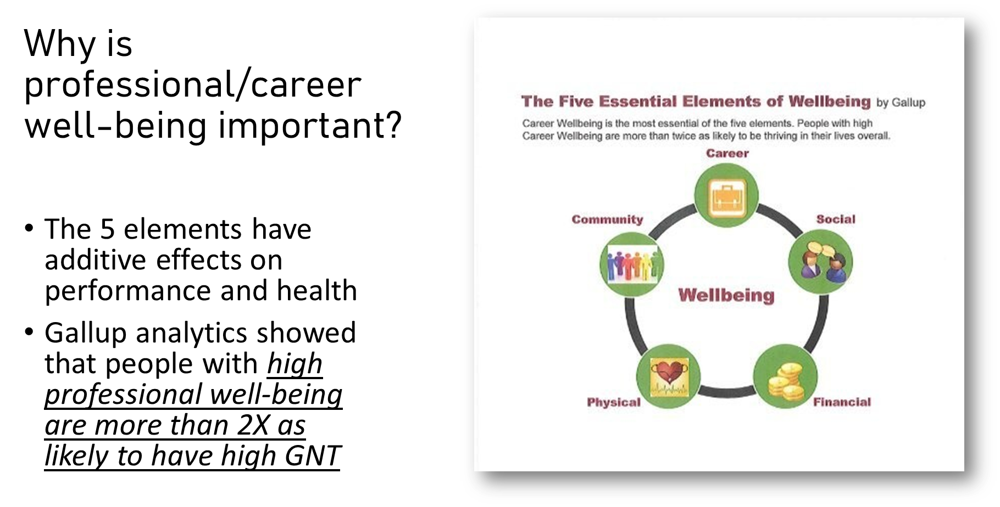 Why is
professional/career
well-being important?
• The 5 elements have
additive effects on
performance and health
• Gallup analytics showed
that people with high
professional well-being
are more than 2X as
likely to have high GNT
The Five Essential Elements of Wellbeing by Gallup
Career Wellbeing is the most essential of the five elements. People with high
Career Wellbeing are more than twice as likely to be thriving in their lives overall.
Career
Community
Social
Wellbeing
Physical
Financial